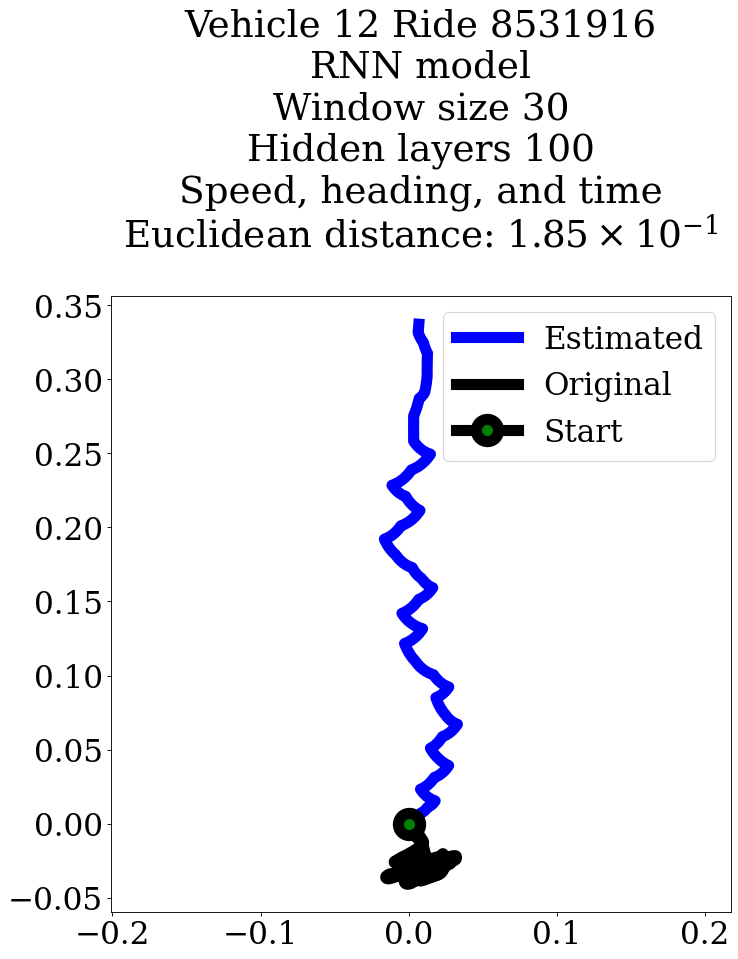 Vehicle 12 Ride 8531916
RNN model
Window size 30
Hidden layers 100
Speed, heading, and time
Euclidean distance: 1.85 × 10⁻¹
Estimated
Original
Start
0.35
0.30
0.25
0.20
0.15
0.10
0.05
0.00
−0.05
−0.2 −0.1 0.0 0.1 0.2